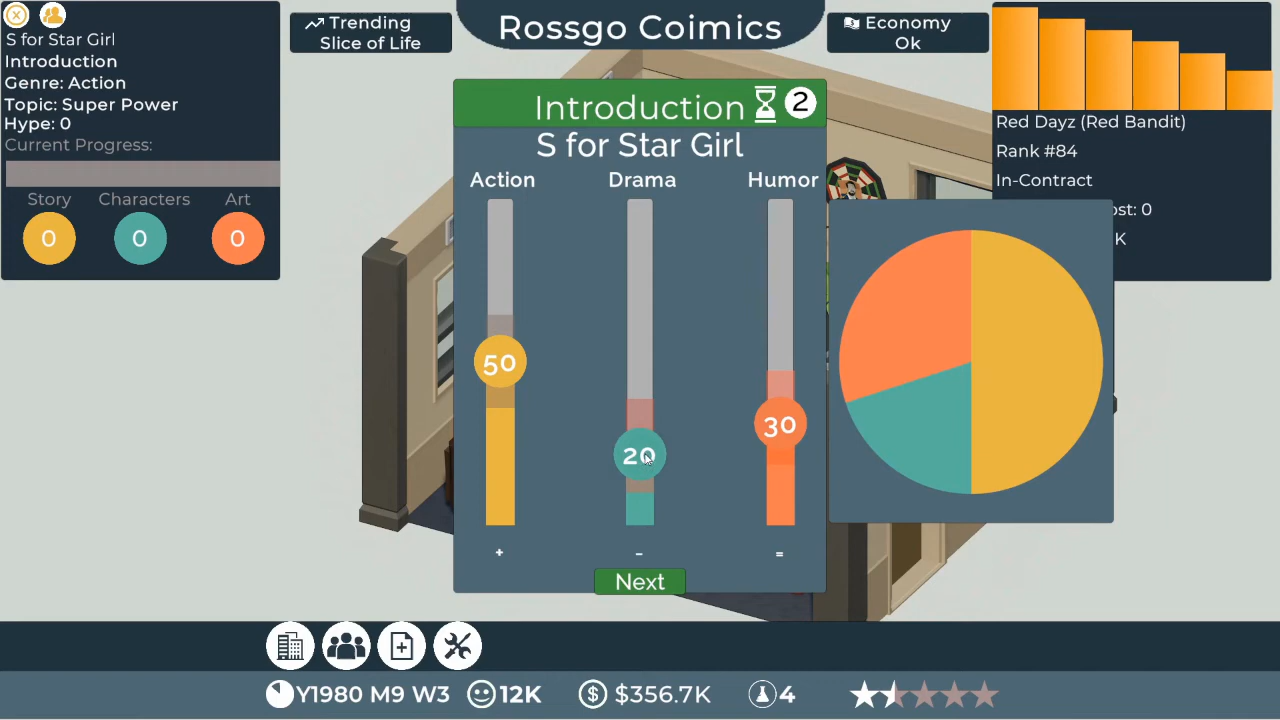 S for Star Girl
Introduction
Genre: Action
Topic: Super Power
Hype: 0
Current Progress:
Story Characters Art
0 0 0
Trending
Slice of Life
Rossgo Coimics
Economy
Ok
Introduction 2
S for Star Girl
Action Drama Humor
50 20 30
+ - =
Next
Red Dayz (Red Bandit)
Rank #84
In-Contract
ost: 0
K
Y1980 M9 W3 12K $356.7K 4